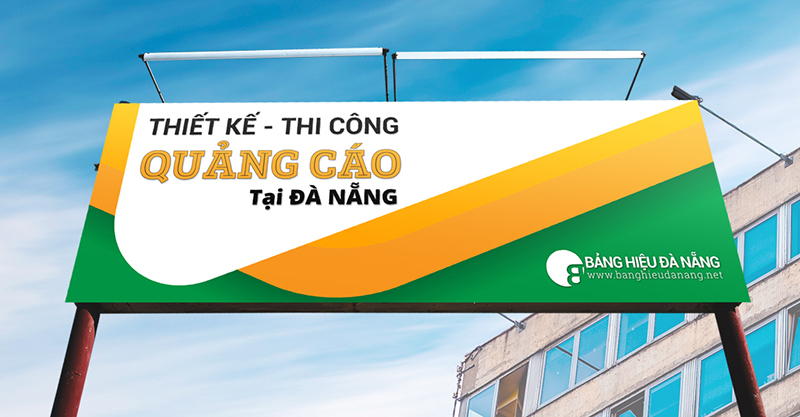 THIẾT KẾ - THI CÔNG
QUẢNG CÁO
Tại ĐÀ NẴNG
BẢNG HIỆU ĐÀ NẴNG
www.banghieudanang.net